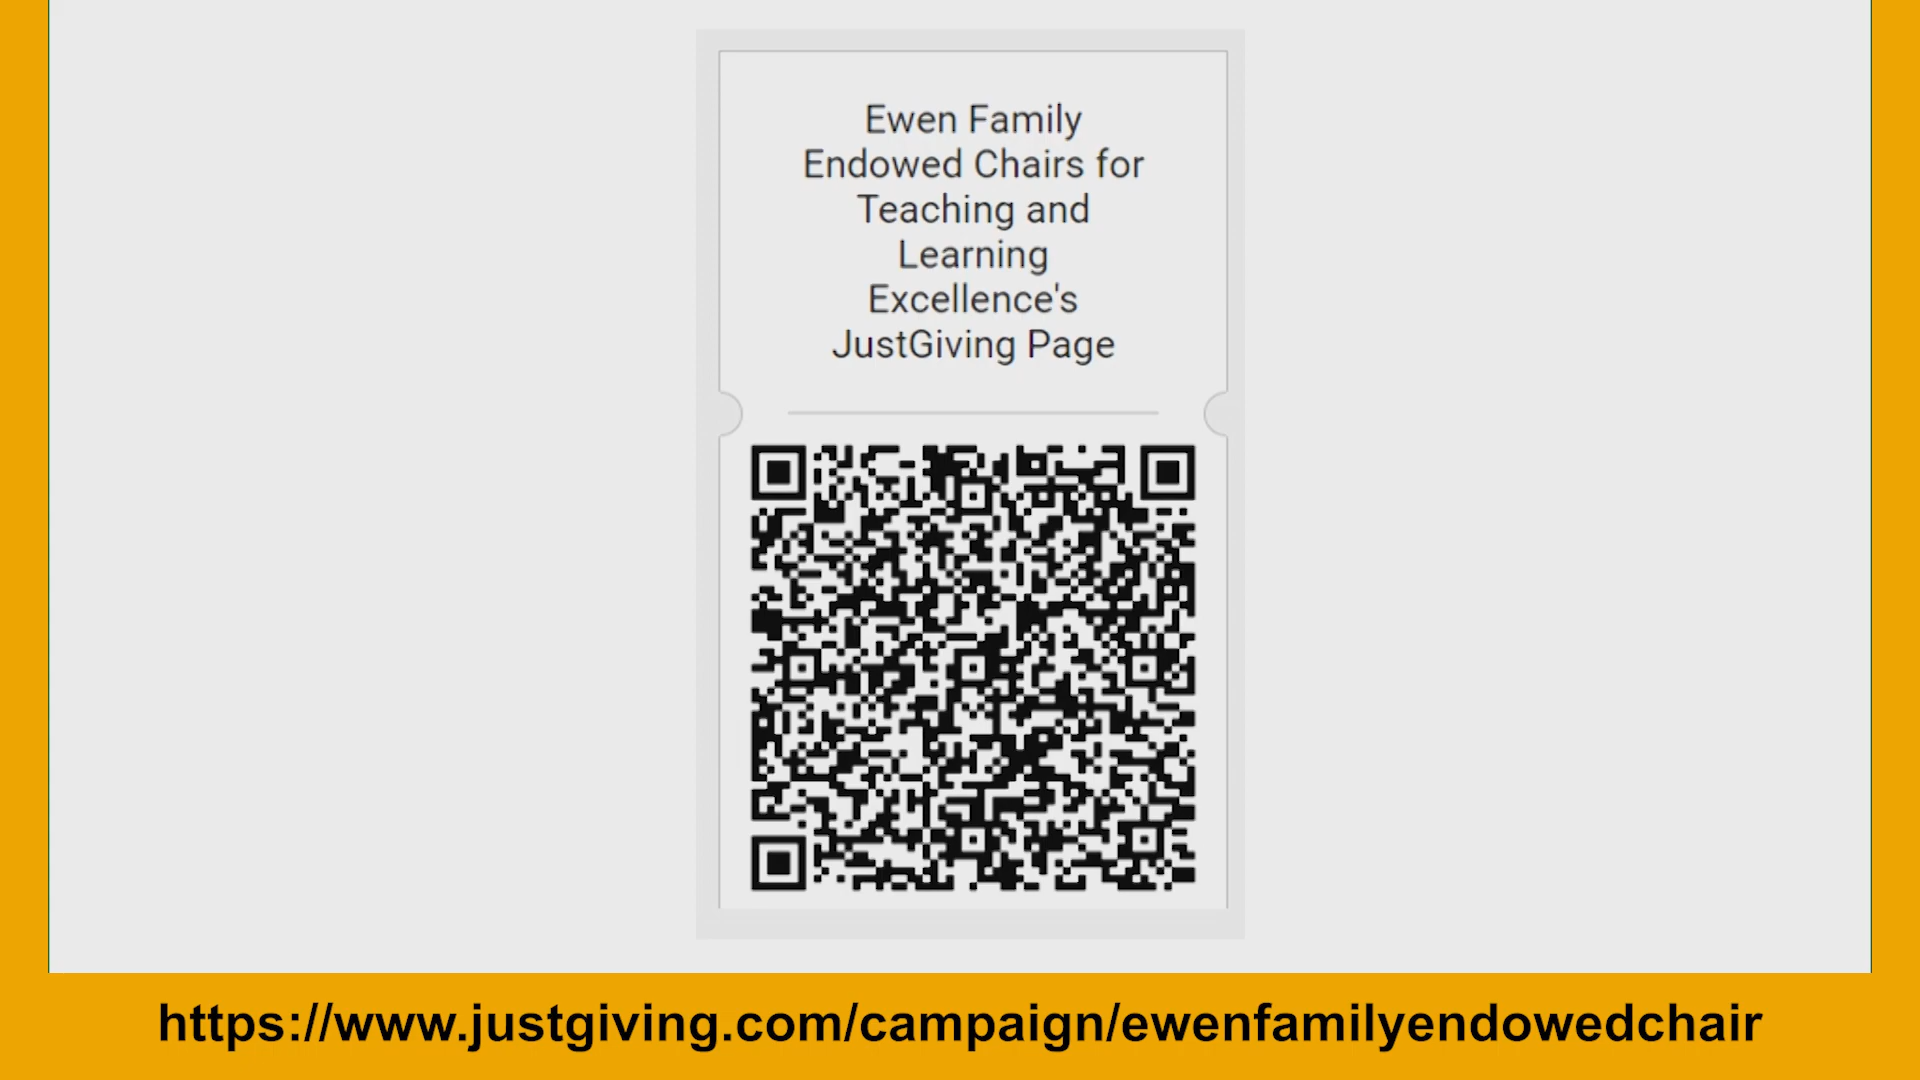 Ewen Family
Endowed Chairs for
Teaching and
Learning
Excellence's
JustGiving Page
https://www.justgiving.com/campaign/ewenfamilyendowedchair